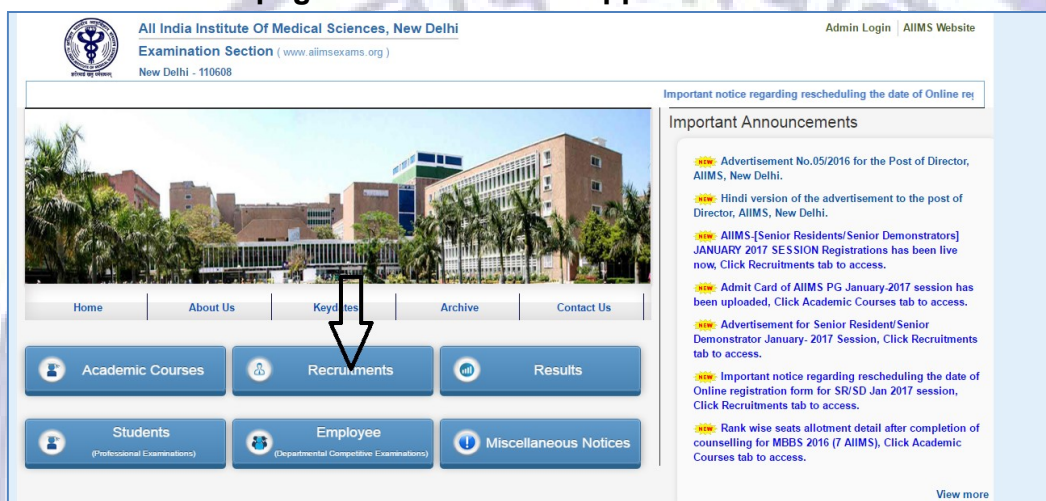 All India Institute Of Medical Sciences, New Delhi
Examination Section ( www.aiimsexams.org )
New Delhi - 110608
Admin Login | AIIMS Website
Important notice regarding rescheduling the date of Online
Important Announcements
NEW Advertisement No.05/2016 for the Post of Director,
AIIMS, New Delhi.
NEW Hindi version of the advertisement to the post of
Director, AIIMS, New Delhi.
NEW AIIMS-[Senior Residents/Senior Demonstrators]
JANUARY 2017 SESSION Registrations has been live
now, Click Recruitments tab to access.
NEW Admit Card of AIIMS PG January-2017 session has
been uploaded, Click Academic Courses tab to access.
NEW Advertisement for Senior Resident/Senior
Demonstrator January- 2017 Session, Click Recruitments
tab to access.
NEW Important notice regarding rescheduling the date of
Online registration form for SR/SD Jan 2017 session,
Click Recruitments tab to access.
NEW Rank wise seats allotment detail after completion of
counselling for MBBS 2016 (7 AIIMS), Click Academic
Courses tab to access.
View more
Home
About Us
Keydates
Archive
Contact Us
Academic Courses
Recruitments
Results
Students
(Professional Examinations)
Employee
(Departmental Competitive Examinations)
Miscellaneous Notices